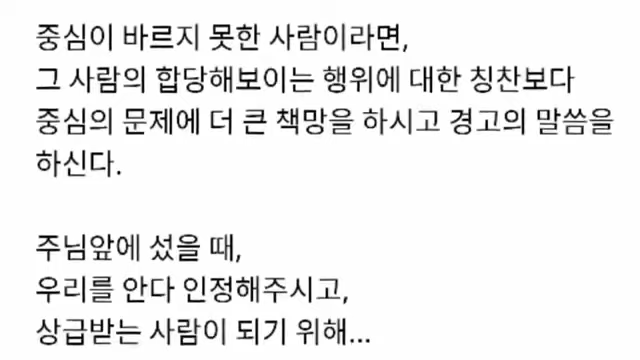 중심이 바르지 못한 사람이라면,
그 사람의 합당해보이는 행위에 대한 칭찬보다
중심의 문제에 더 큰 책망을 하시고 경고의 말씀을
하신다.
주님앞에 섰을 때,
우리를 안다 인정해주시고,
상급받는 사람이 되기 위해...